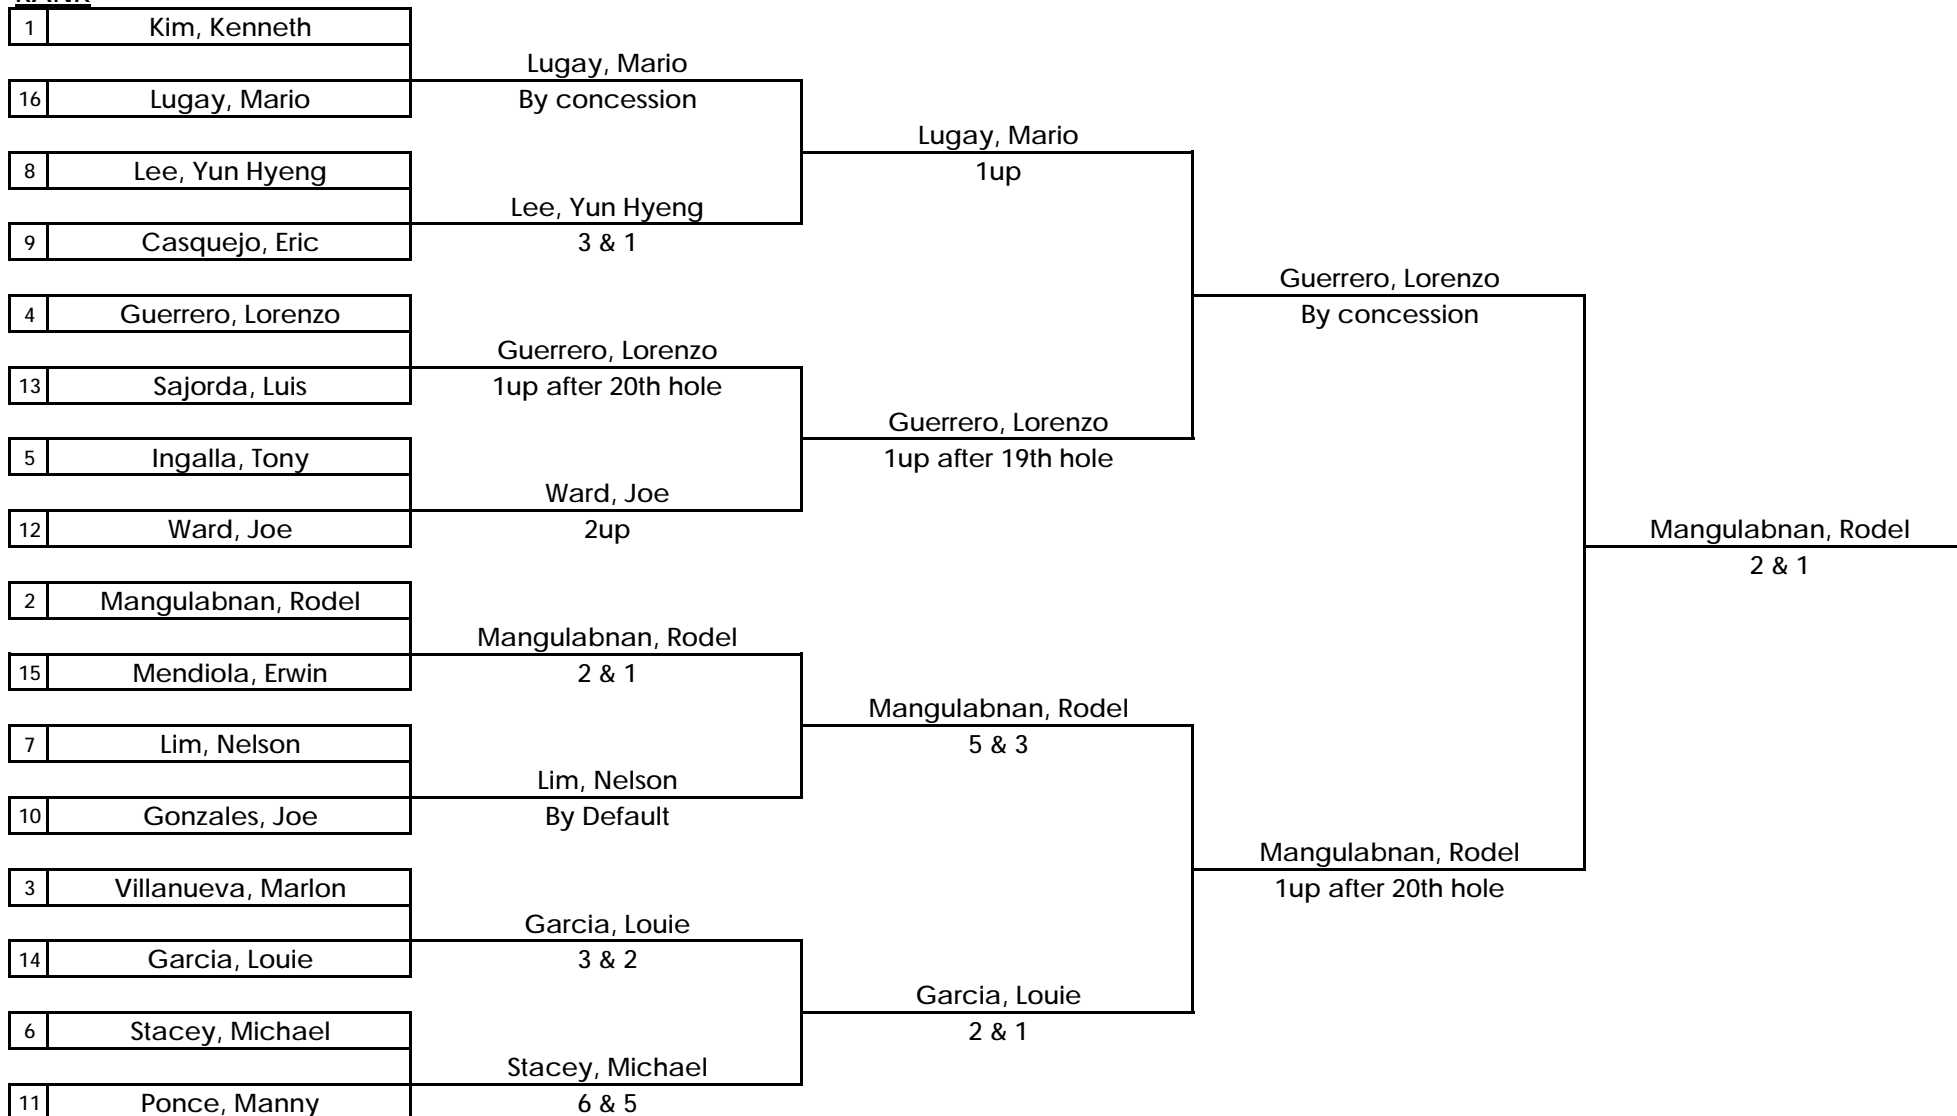 RANK
1 Kim, Kenneth
Lugay, Mario
16 Lugay, Mario
By concession
Lugay, Mario
8 Lee, Yun Hyeng
1up
Lee, Yun Hyeng
9 Casquejo, Eric
3 & 1
Guerrero, Lorenzo
4 Guerrero, Lorenzo
By concession
Guerrero, Lorenzo
13 Sajorda, Luis
1up after 20th hole
Guerrero, Lorenzo
5 Ingalla, Tony
1up after 19th hole
Ward, Joe
12 Ward, Joe
2up
Mangulabnan, Rodel
2 & 1
2 Mangulabnan, Rodel
Mangulabnan, Rodel
15 Mendiola, Erwin
2 & 1
Mangulabnan, Rodel
7 Lim, Nelson
5 & 3
Lim, Nelson
10 Gonzales, Joe
By Default
Mangulabnan, Rodel
3 Villanueva, Marlon
1up after 20th hole
Garcia, Louie
14 Garcia, Louie
3 & 2
Garcia, Louie
6 Stacey, Michael
2 & 1
Stacey, Michael
11 Ponce, Manny
6 & 5